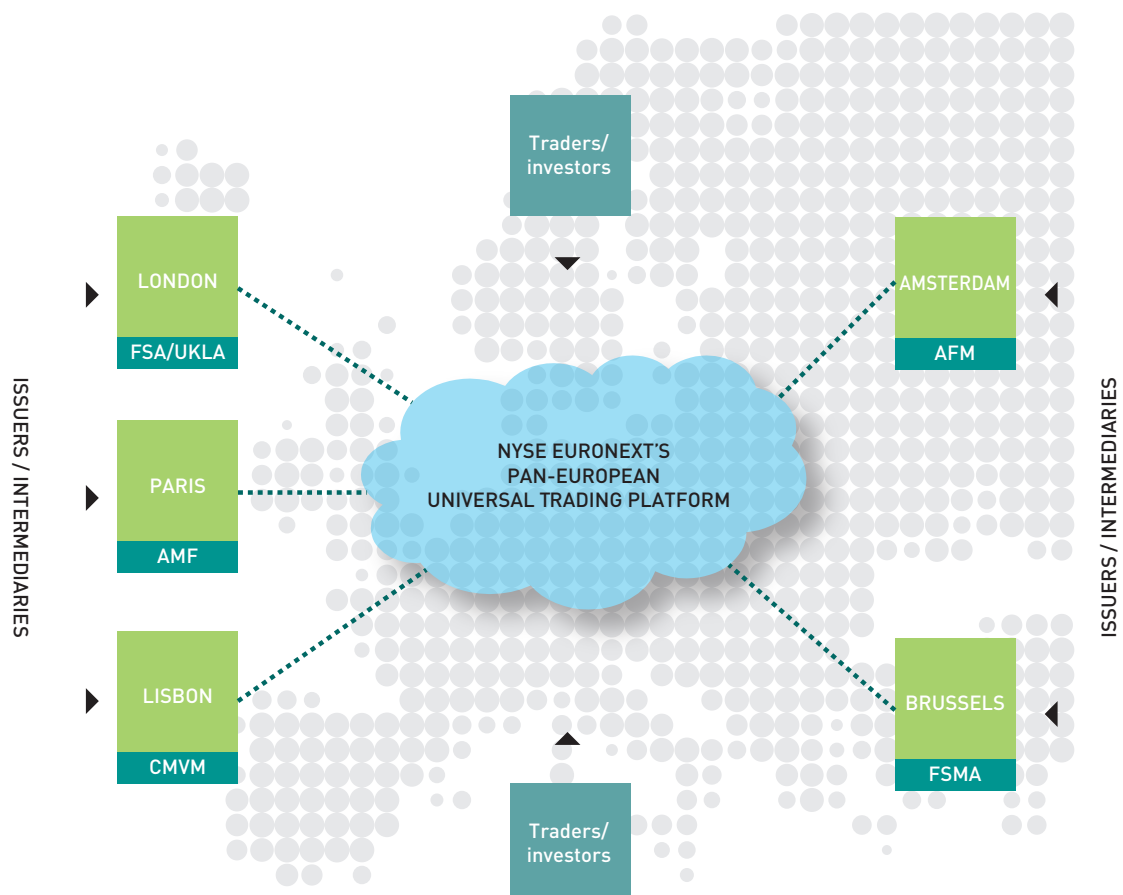 Traders/
investors
LONDON
FSA/UKLA
AMSTERDAM
AFM
ISSUERS / INTERMEDIARIES
NYSE EURONEXT'S
PAN-EUROPEAN
UNIVERSAL TRADING PLATFORM
PARIS
AMF
ISSUERS / INTERMEDIARIES
LISBON
CMVM
BRUSSELS
FSMA
Traders/
investors